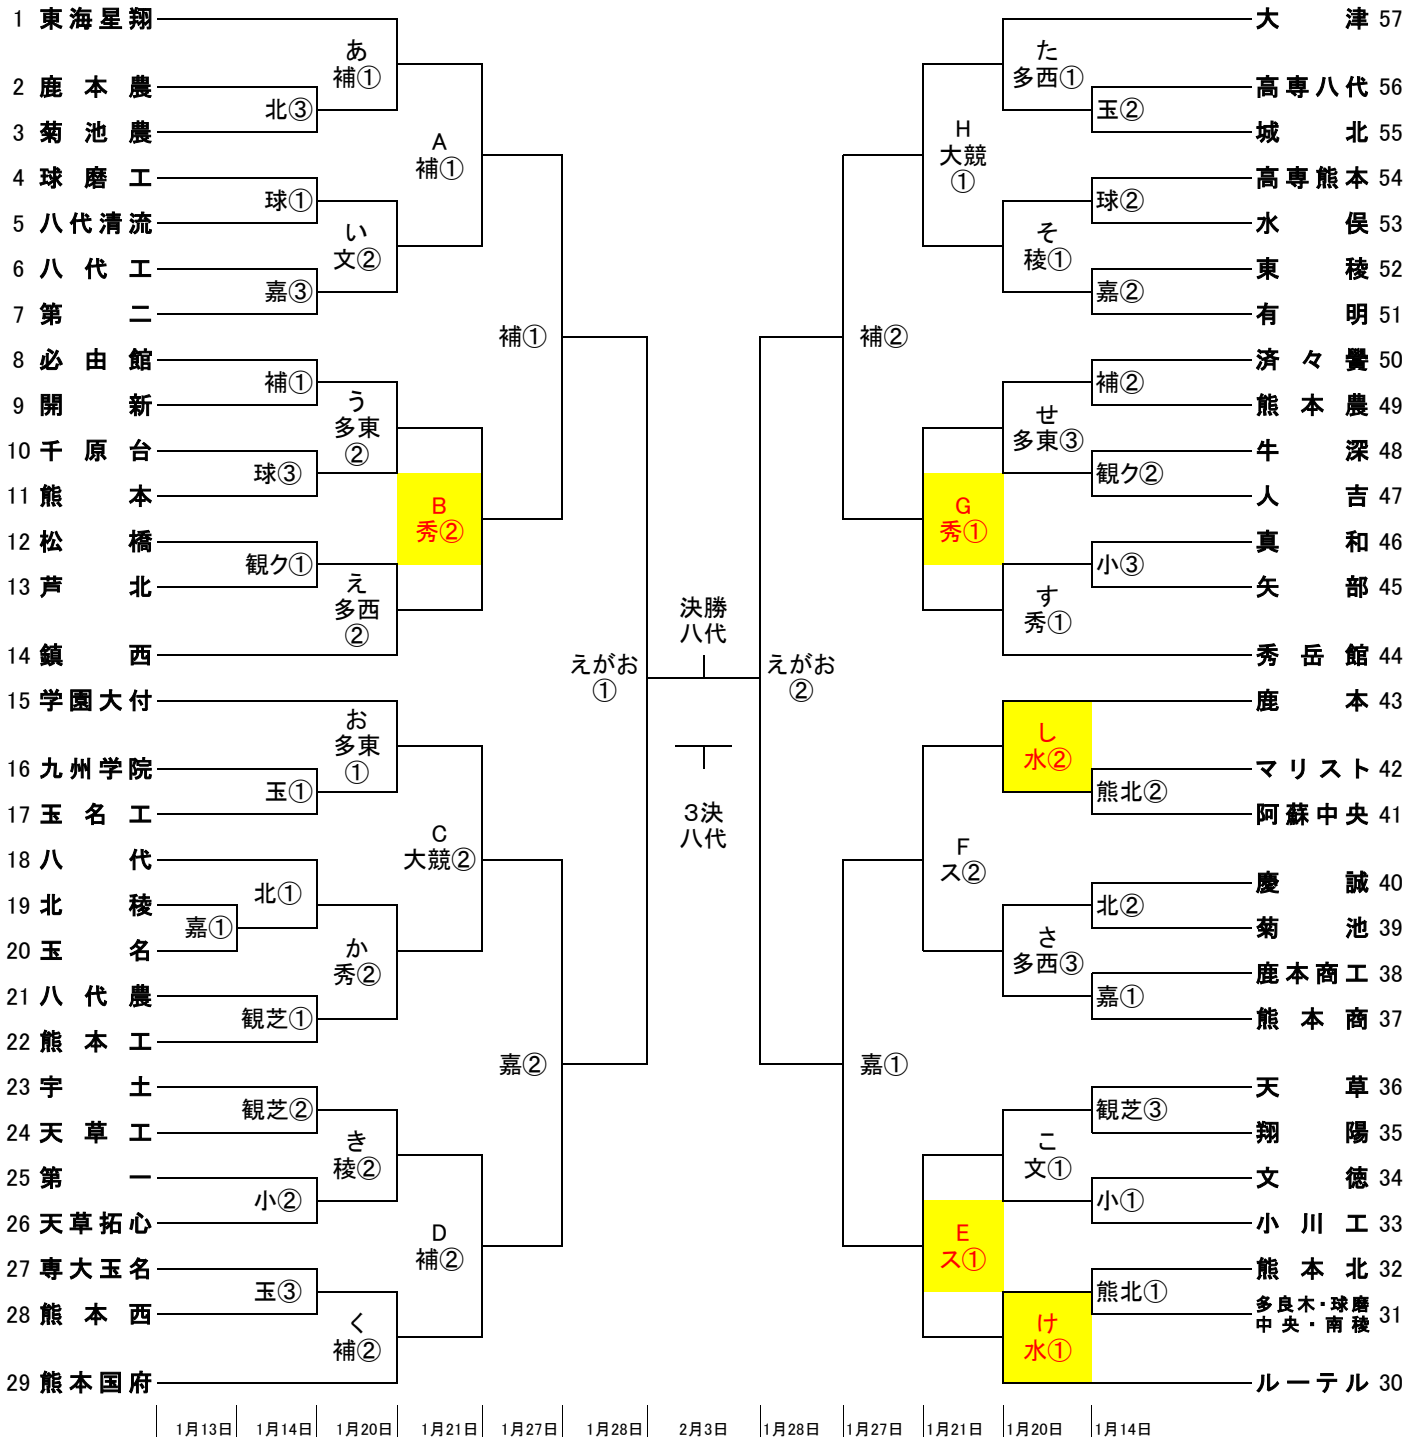 1 東海星翔
2 鹿本農
3 菊池農
4 球磨工
5 八代清流
6 八代工
7 第二
8 必由館
9 開新
10 千原台
11 熊本
12 松橋
13 芦北
14 鎮西
15 学園大付
16 九州学院
17 玉名工
18 八代
19 北稜
20 玉名
21 八代農
22 熊本工
23 宇土
24 天草工
25 第一
26 天草拓心
27 専大玉名
28 熊本西
29 熊本国府
嘉①
北③
球①
嘉③
補①
球③
観ク①
玉①
北①
観芝①
観芝②
小②
玉③
あ
補①
い
文②
う
多東
②
え
多西
②
お
多東
①
か
秀②
き
稜②
く
補②
A
補①
B
秀②
C
大競②
D
補②
補①
嘉②
えがお
①
決勝
八代
3決
八代
えがお
②
補②
嘉①
H
大競
①
G
秀①
F
ス②
E
ス①
た
多西①
そ
稜①
せ
多東③
す
秀①
し
水②
さ
多西③
こ
文①
け
水①
玉②
球②
嘉②
補②
観ク②
小③
熊北②
北②
嘉①
観芝③
小①
熊北①
大津 57
高専八代 56
城北 55
高専熊本 54
水俣 53
東稜 52
有明 51
済々黌 50
熊本農 49
牛深 48
人吉 47
真和 46
矢部 45
秀岳館 44
鹿本 43
マリスト 42
阿蘇中央 41
慶誠 40
菊池 39
鹿本商工 38
熊本商 37
天草 36
翔陽 35
文徳 34
小川工 33
熊本北 32
多良木・球磨
中央・南稜 31
ルーテル 30
1月13日 1月14日 1月20日 1月21日 1月27日 1月28日 2月3日 1月28日 1月27日 1月21日 1月20日 1月14日